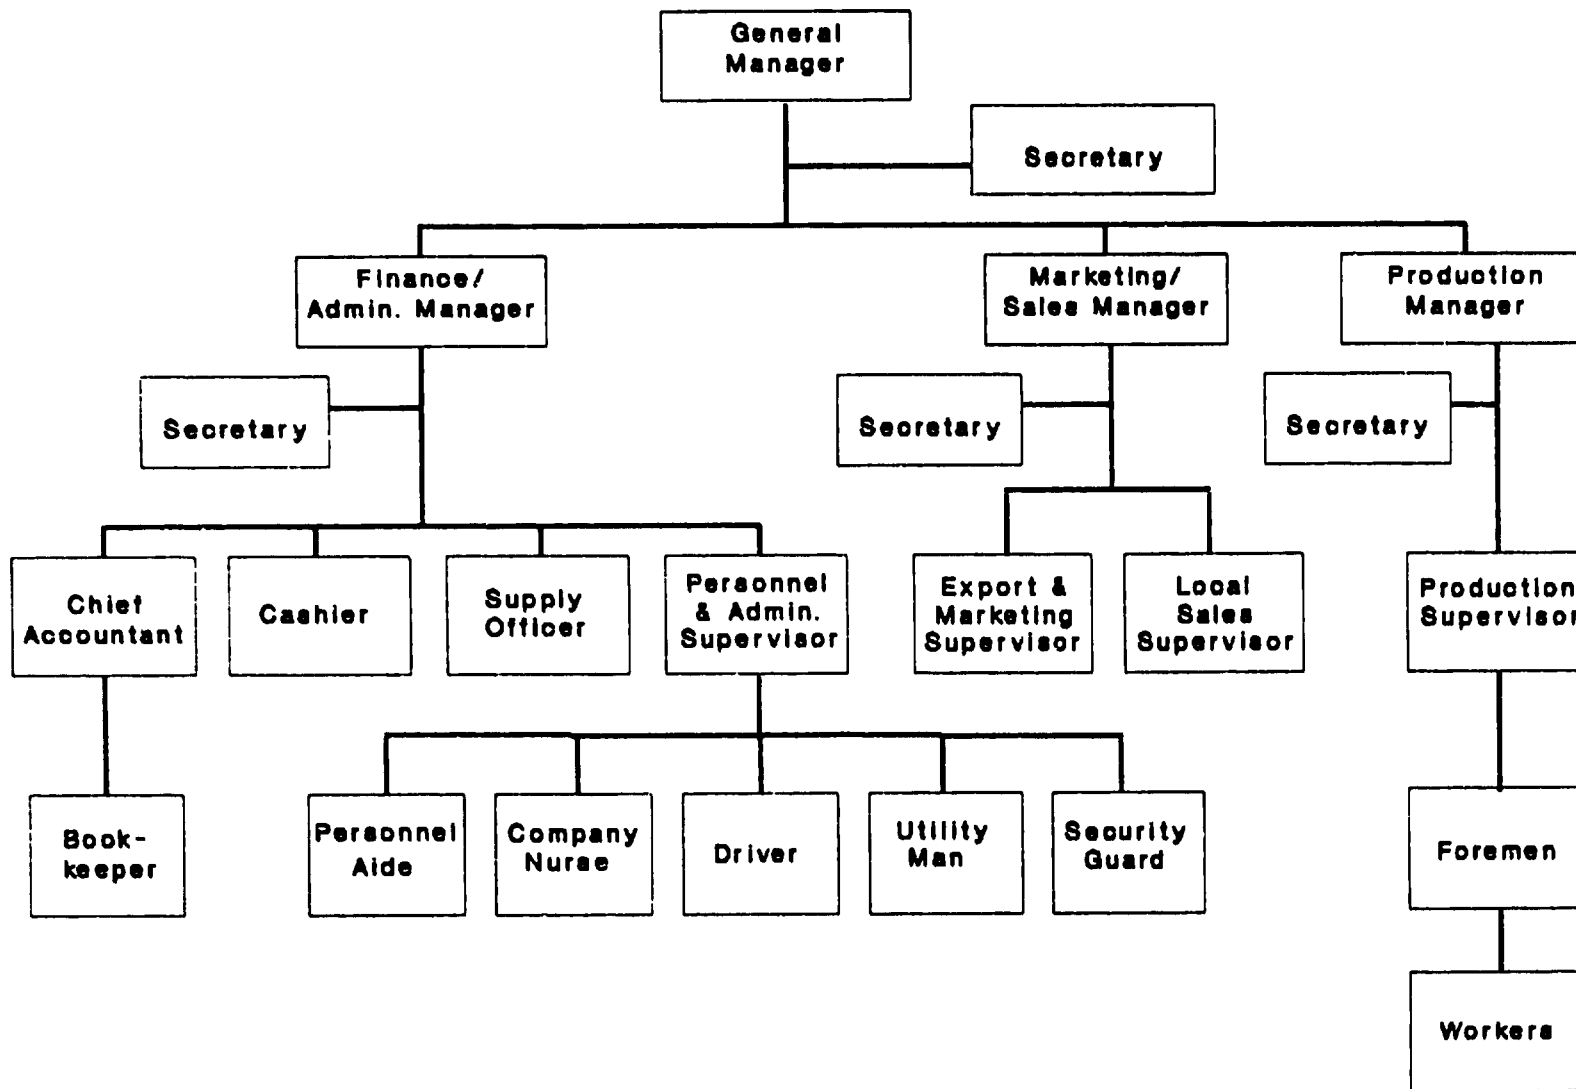 General
Manager
Secretary
Finance/
Admin. Manager
Marketing/
Sales Manager
Production
Manager
Secretary
Secretary
Secretary
Chief
Accountant
Cashier
Supply
Officer
Personnel
& Admin.
Supervisor
Export &
Marketing
Supervisor
Local
Sales
Supervisor
Production
Supervisor
Book-
keeper
Personnel
Aide
Company
Nurse
Driver
Utility
Man
Security
Guard
Foremen
Workers